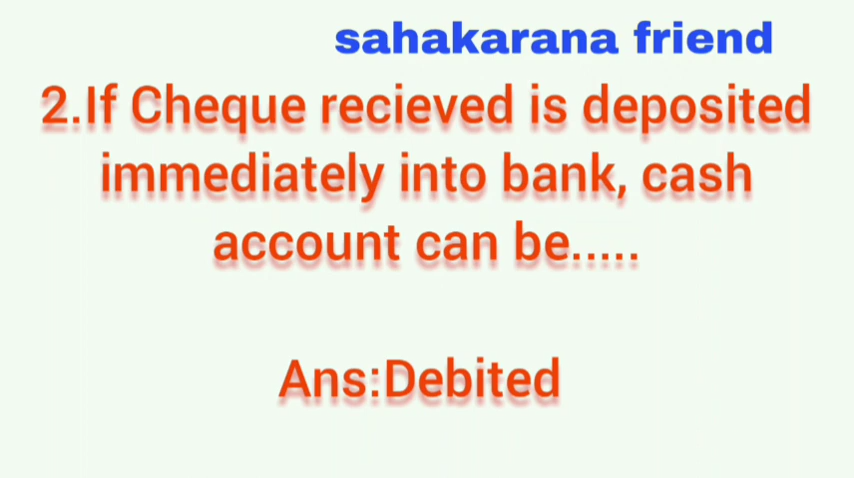 sahakarana friend
2.If Cheque recieved is deposited
immediately into bank, cash
account can be.....
Ans:Debited